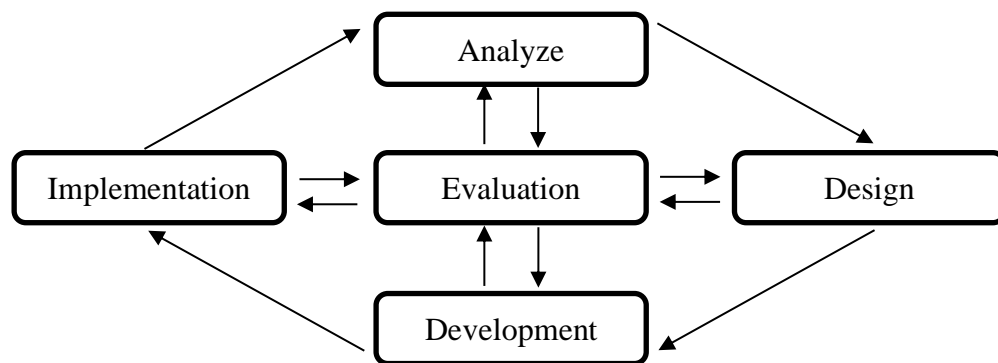 Analyze
Implementation
Evaluation
Design
Development